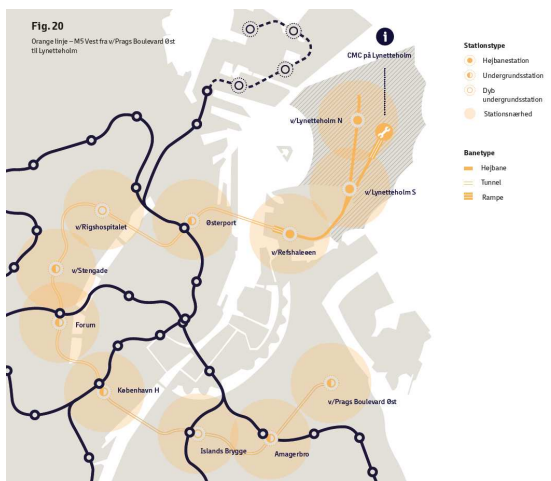 Fig. 20
Orange linje – M5 Vest fra v/Prags Boulevard Øst
til Lynetteholm
i
CMC på Lynetteholm
v/Lynetteholm N
v/Lynetteholm S
v/Rigshospitalet
Østerport
v/Refshaleøen
v/Stengade
Forum
København H
v/Prags Boulevard Øst
Islands Brygge
Amagerbro
Stationstype
Højbanestation
Undergrundsstation
Dyb
undergrundsstation
Stationsnærhed
Banetype
Højbane
Tunnel
Rampe